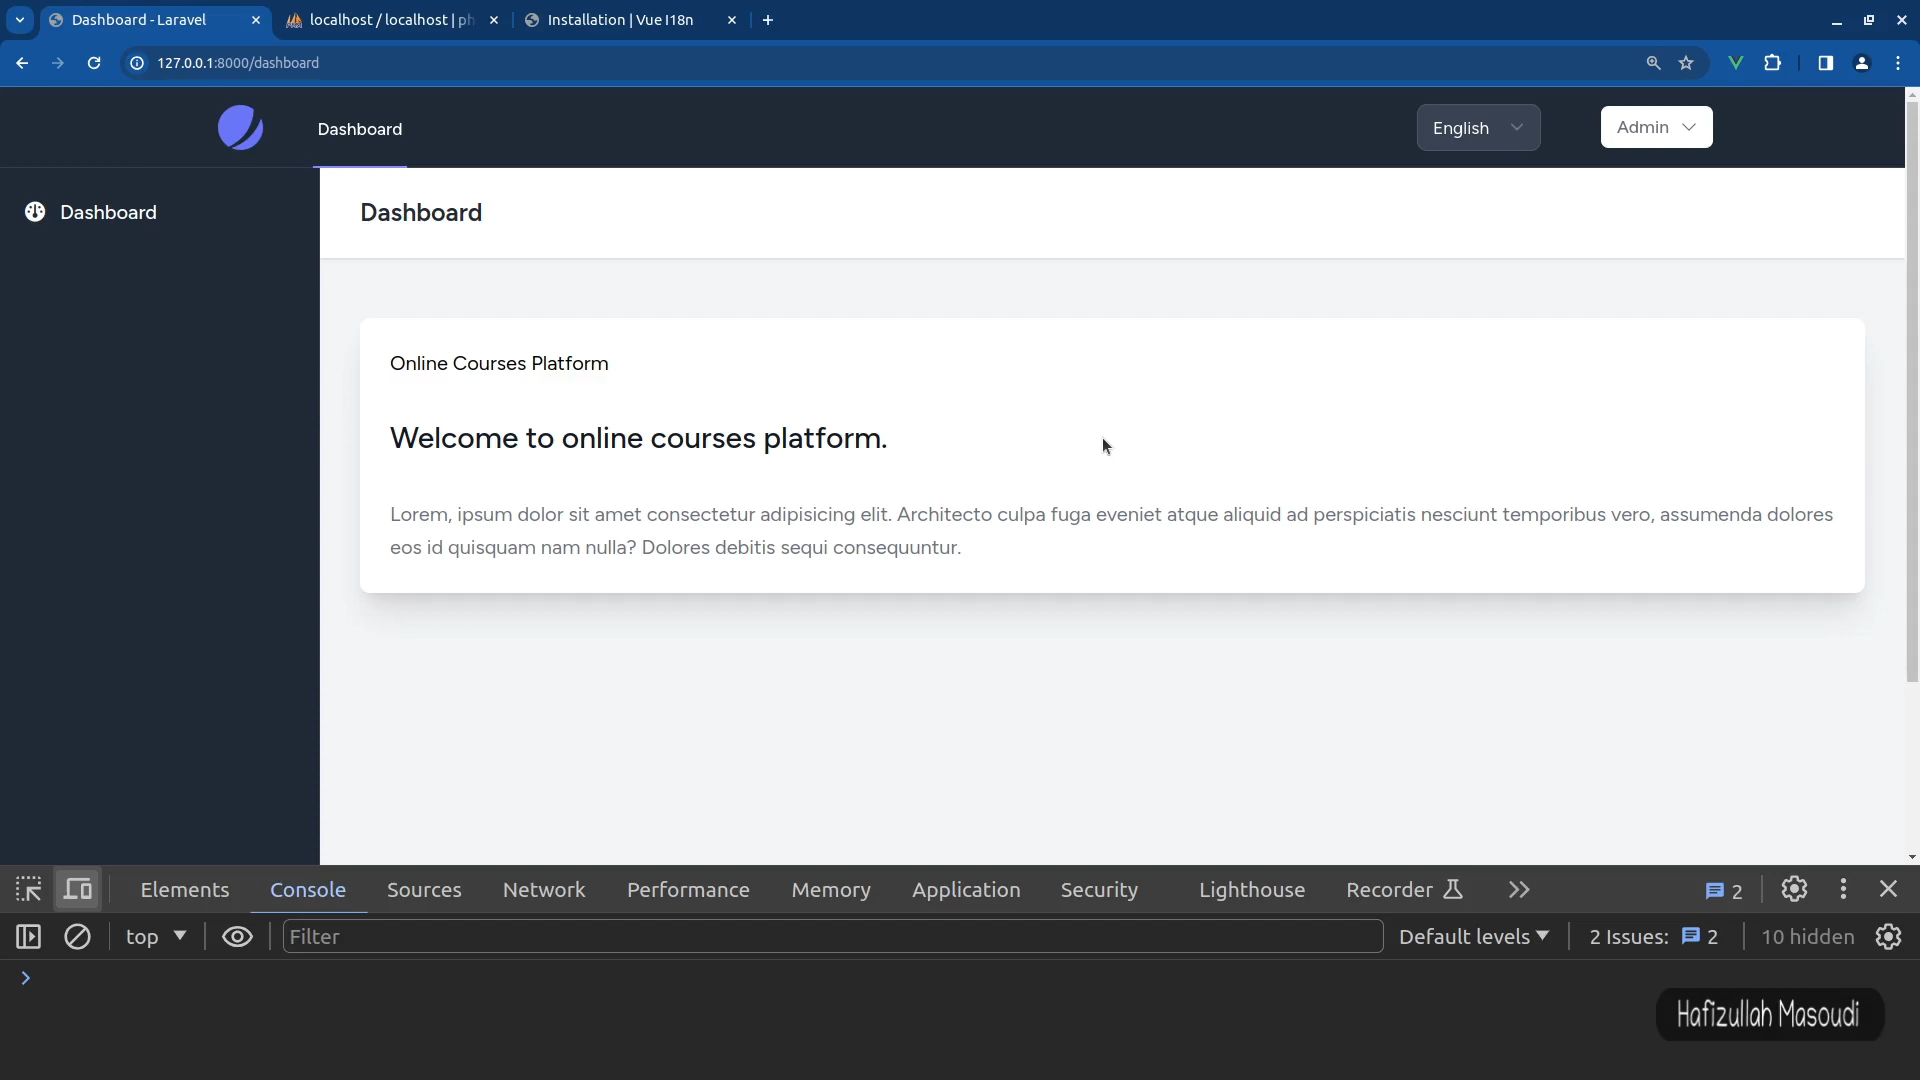 Dashboard - Laravel
localhost / localhost | ph
Installation | Vue I18n
127.0.0.1:8000/dashboard
Dashboard
English
Admin
Dashboard
Dashboard
Online Courses Platform
Welcome to online courses platform.
Lorem, ipsum dolor sit amet consectetur adipisicing elit. Architecto culpa fuga eveniet atque aliquid ad perspiciatis nesciunt temporibus vero, assumenda dolores
eos id quisquam nam nulla? Dolores debitis sequi consequuntur.
Elements Console Sources Network Performance Memory Application Security Lighthouse Recorder 2
top Filter Default levels 2 Issues: 2 10 hidden
Hafizullah Masoudi